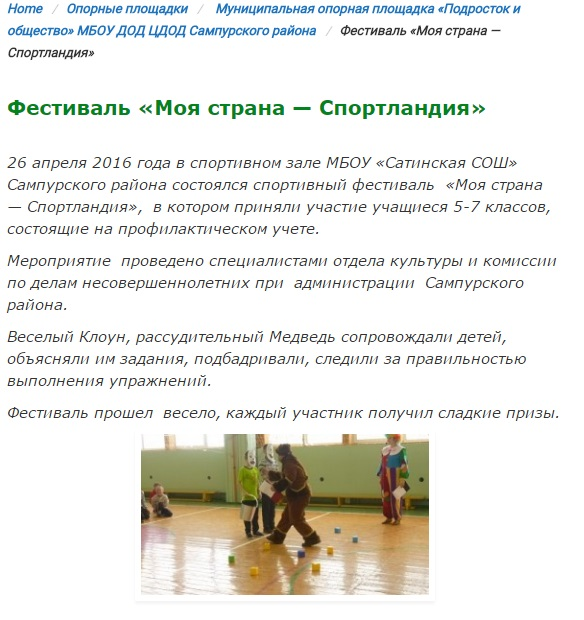 Home / Опорные площадки / Муниципальная опорная площадка «Подросток и
общество» МБОУ ДОД ЦДОД Сампурского района / Фестиваль «Моя страна —
Спортландия»
Фестиваль «Моя страна — Спортландия»
26 апреля 2016 года в спортивном зале МБОУ «Сатинская СОШ»
Сампурского района состоялся спортивный фестиваль «Моя страна
— Спортландия», в котором приняли участие учащиеся 5-7 классов,
состоящие на профилактическом учете.
Мероприятие проведено специалистами отдела культуры и комиссии
по делам несовершеннолетних при администрации Сампурского
района.
Веселый Клоун, рассудительный Медведь сопровождали детей,
объясняли им задания, подбадривали, следили за правильностью
выполнения упражнений.
Фестиваль прошел весело, каждый участник получил сладкие призы.